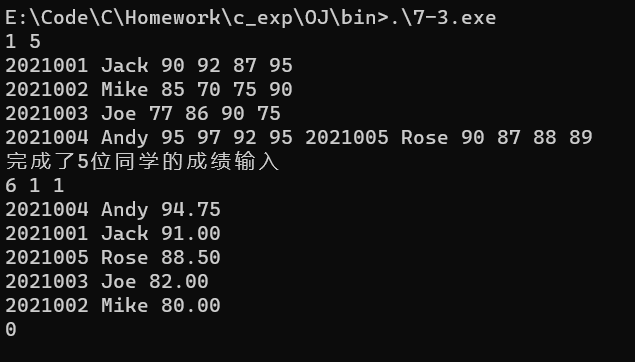 E:\Code\C\Homework\c_exp\OJ\bin>.\7-3.exe
1 5
2021001 Jack 90 92 87 95
2021002 Mike 85 70 75 90
2021003 Joe 77 86 90 75
2021004 Andy 95 97 92 95 2021005 Rose 90 87 88 89
完成了5位同学的成绩输入
6 1 1
2021004 Andy 94.75
2021001 Jack 91.00
2021005 Rose 88.50
2021003 Joe 82.00
2021002 Mike 80.00
0